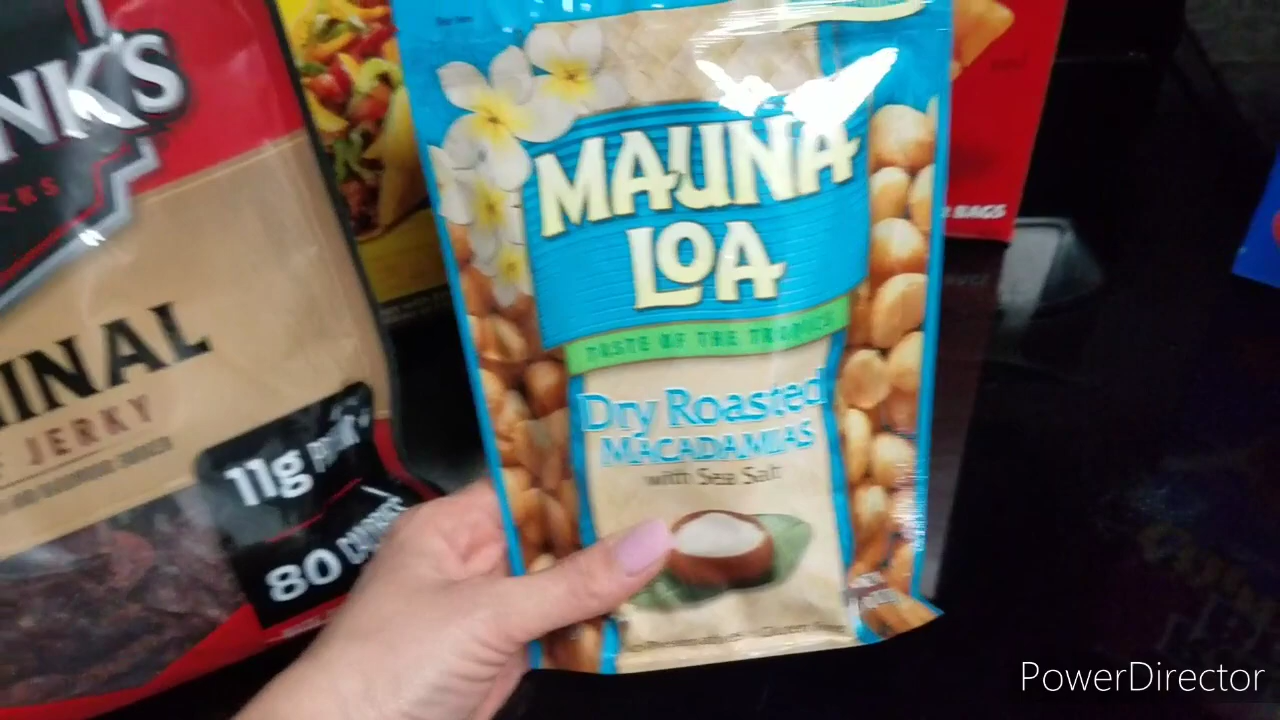 NK'S
INAL
JERKY
11g
80 CALORIES
MAUNA
LOA
TASTE OF THE TROPICS
Dry Roasted
MACADAMIAS
with Sea Salt
BAGS
PowerDirector